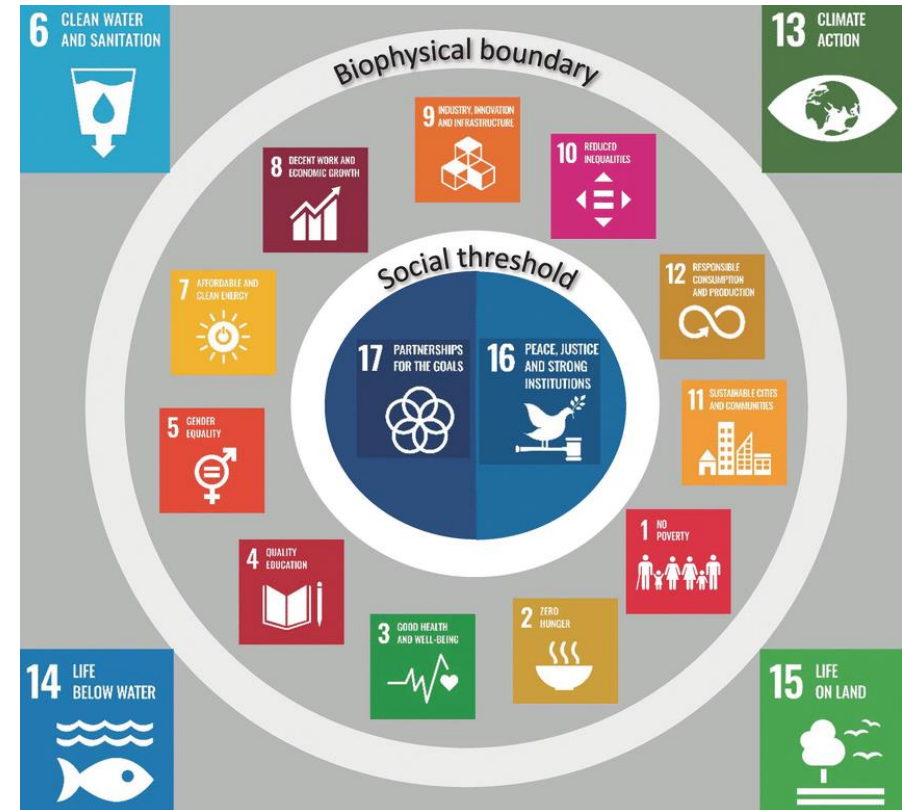 6 CLEAN WATER
AND SANITATION
13 CLIMATE
ACTION
Biophysical boundary
9 INDUSTRY, INNOVATION
AND INFRASTRUCTURE
8 DECENT WORK AND
ECONOMIC GROWTH
10 REDUCED
INEQUALITIES
Social threshold
7 AFFORDABLE AND
CLEAN ENERGY
12 RESPONSIBLE
CONSUMPTION
AND PRODUCTION
17 PARTNERSHIPS
FOR THE GOALS
16 PEACE, JUSTICE
AND STRONG
INSTITUTIONS
11 SUSTAINABLE CITIES
AND COMMUNITIES
5 GENDER
EQUALITY
1 NO
POVERTY
4 QUALITY
EDUCATION
2 ZERO
HUNGER
3 GOOD HEALTH
AND WELL-BEING
14 LIFE
BELOW WATER
15 LIFE
ON LAND